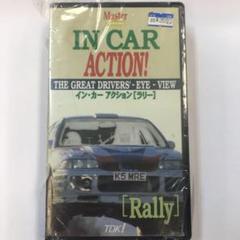 Master
IN CAR
ACTION!
THE GREAT DRIVERS'-EYE-VIEW
イン・カー アクション [ラリー]
K5 MRE
[Rally]